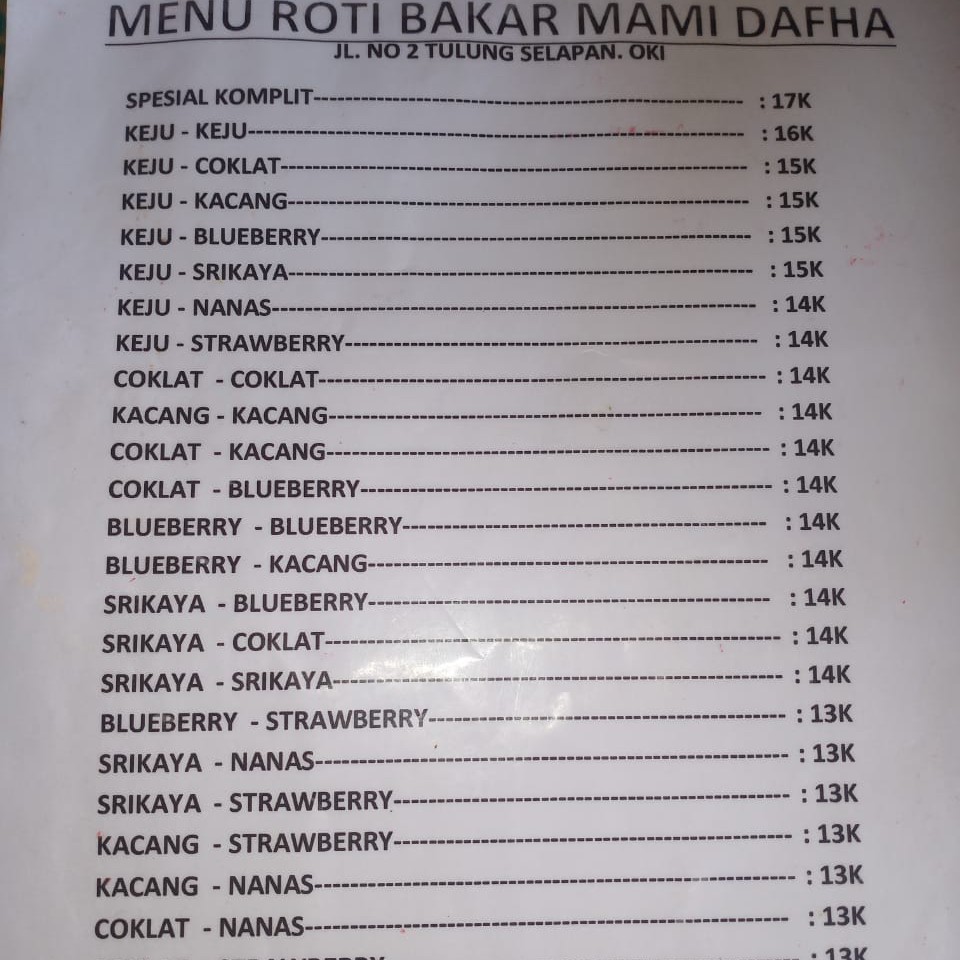 MENU ROTI BAKAR MAMI DAFHA
JL. NO 2 TULUNG SELAPAN. OKI
SPESIAL KOMPLIT : 17K
KEJU - KEJU : 16K
KEJU - COKLAT : 15K
KEJU - KACANG : 15K
KEJU - BLUEBERRY : 15K
KEJU - SRIKAYA : 15K
KEJU - NANAS : 14K
KEJU - STRAWBERRY : 14K
COKLAT - COKLAT : 14K
KACANG - KACANG : 14K
COKLAT - KACANG : 14K
COKLAT - BLUEBERRY : 14K
BLUEBERRY - BLUEBERRY : 14K
BLUEBERRY - KACANG : 14K
SRIKAYA - BLUEBERRY : 14K
SRIKAYA - COKLAT : 14K
SRIKAYA - SRIKAYA : 14K
BLUEBERRY - STRAWBERRY : 13K
SRIKAYA - NANAS : 13K
SRIKAYA - STRAWBERRY : 13K
KACANG - STRAWBERRY : 13K
KACANG - NANAS : 13K
COKLAT - NANAS : 13K
STRAWBERRY : 13K